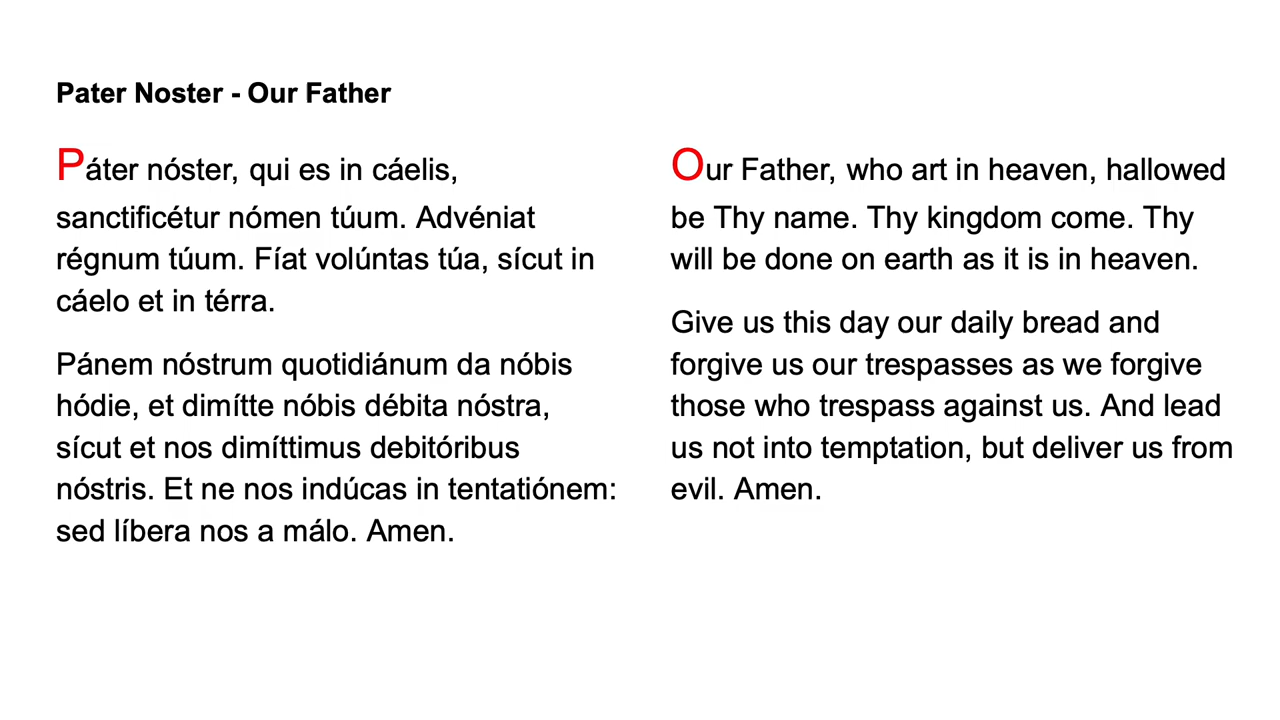 Pater Noster - Our Father
Páter nóster, qui es in cáelis,
sanctificétur nómen túum. Advéniat
régnum túum. Fíat volúntas túa, sícut in
cáelo et in térra.
Pánem nóstrum quotidiánum da nóbis
hódie, et dimítte nóbis débita nóstra,
sícut et nos dimíttimus debitóribus
nóstris. Et ne nos indúcas in tentatiónem:
sed líbera nos a málo. Amen.
Our Father, who art in heaven, hallowed
be Thy name. Thy kingdom come. Thy
will be done on earth as it is in heaven.
Give us this day our daily bread and
forgive us our trespasses as we forgive
those who trespass against us. And lead
us not into temptation, but deliver us from
evil. Amen.